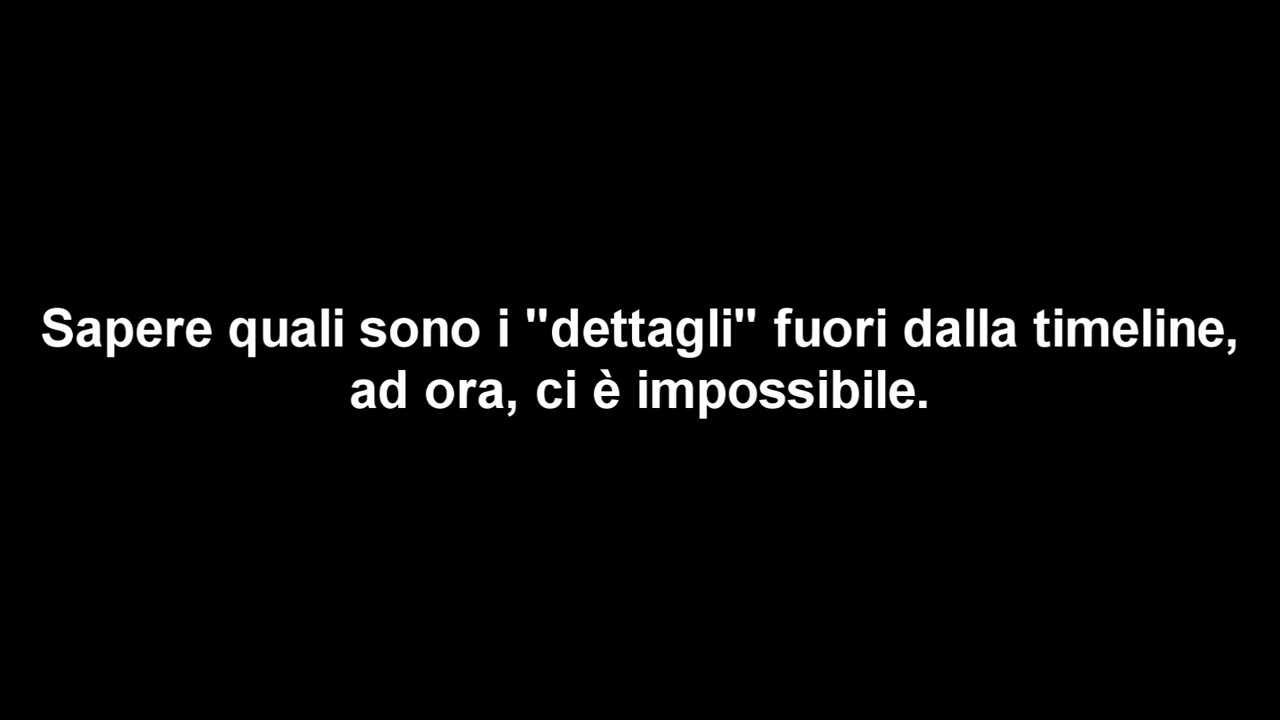 Sapere quali sono i "dettagli" fuori dalla timeline,
ad ora, ci è impossibile.